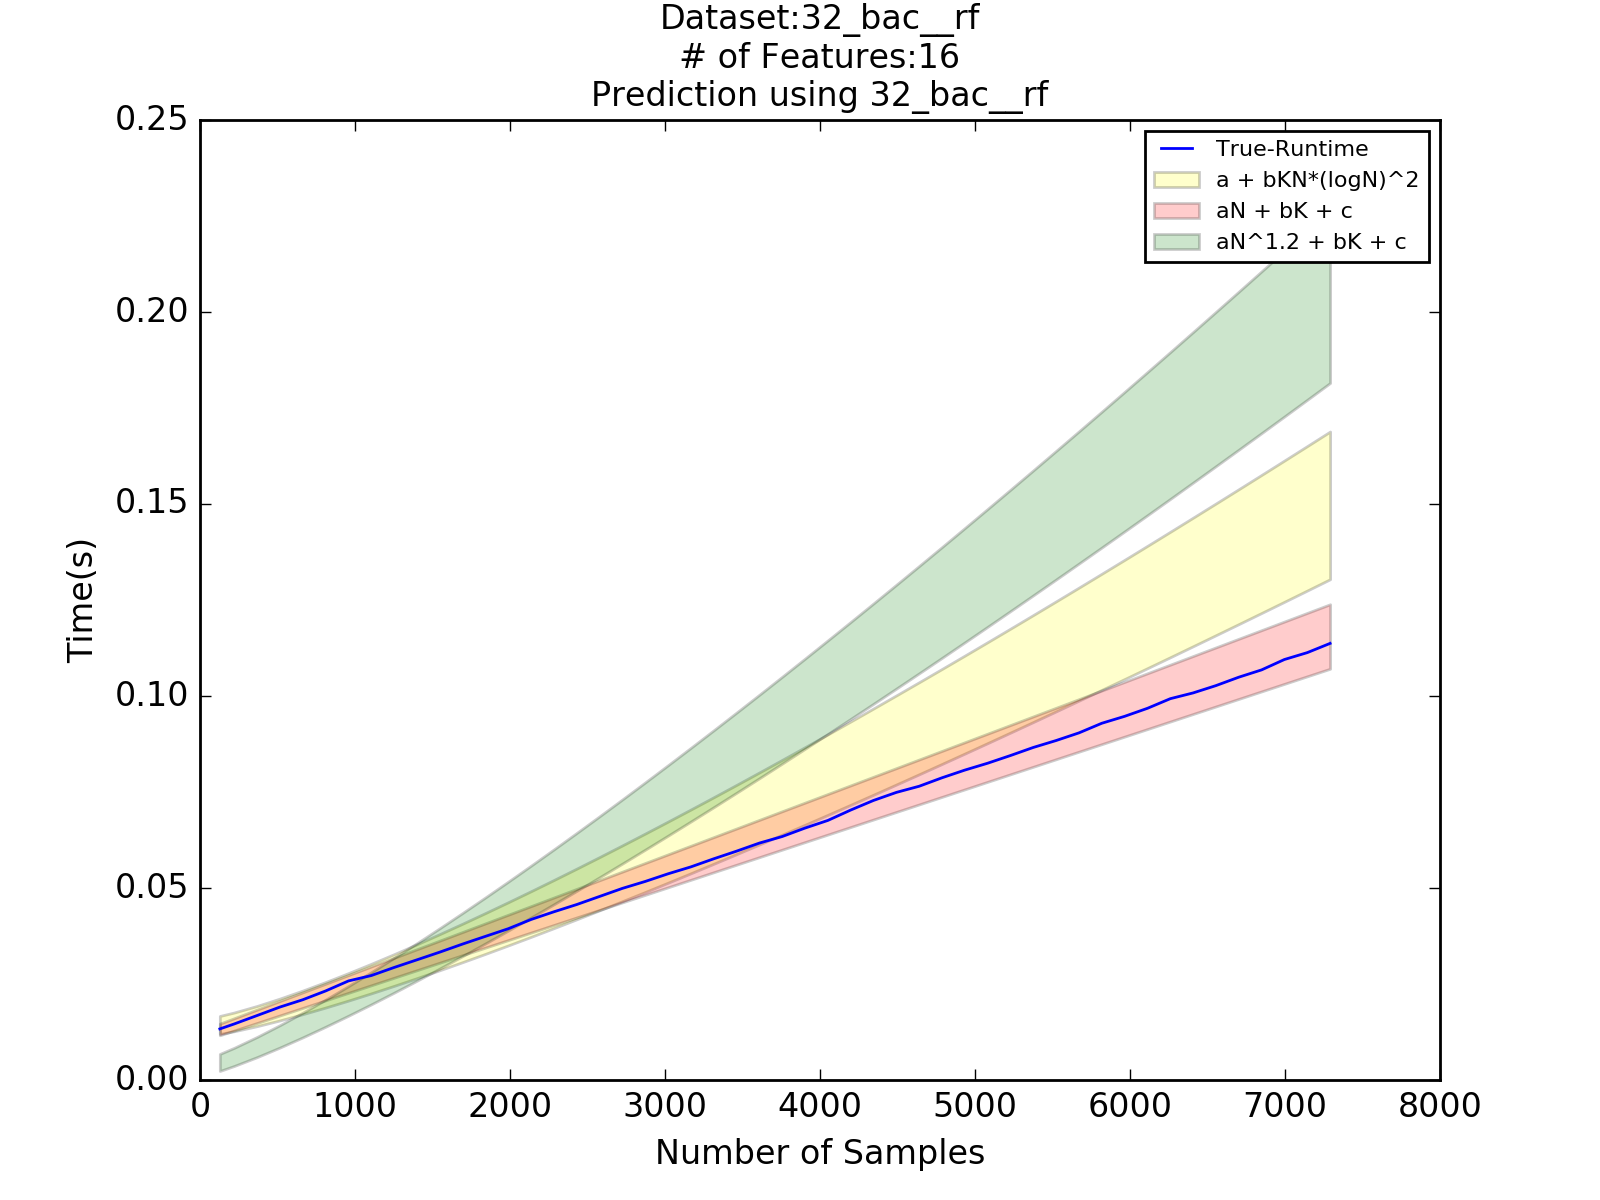 Dataset:32_bac__rf
# of Features:16
Prediction using 32_bac__rf
0.25
0.20
0.15
0.10
0.05
0.00
Time(s)
True-Runtime
a + bKN*(logN)^2
aN + bK + c
aN^1.2 + bK + c
0 1000 2000 3000 4000 5000 6000 7000 8000
Number of Samples